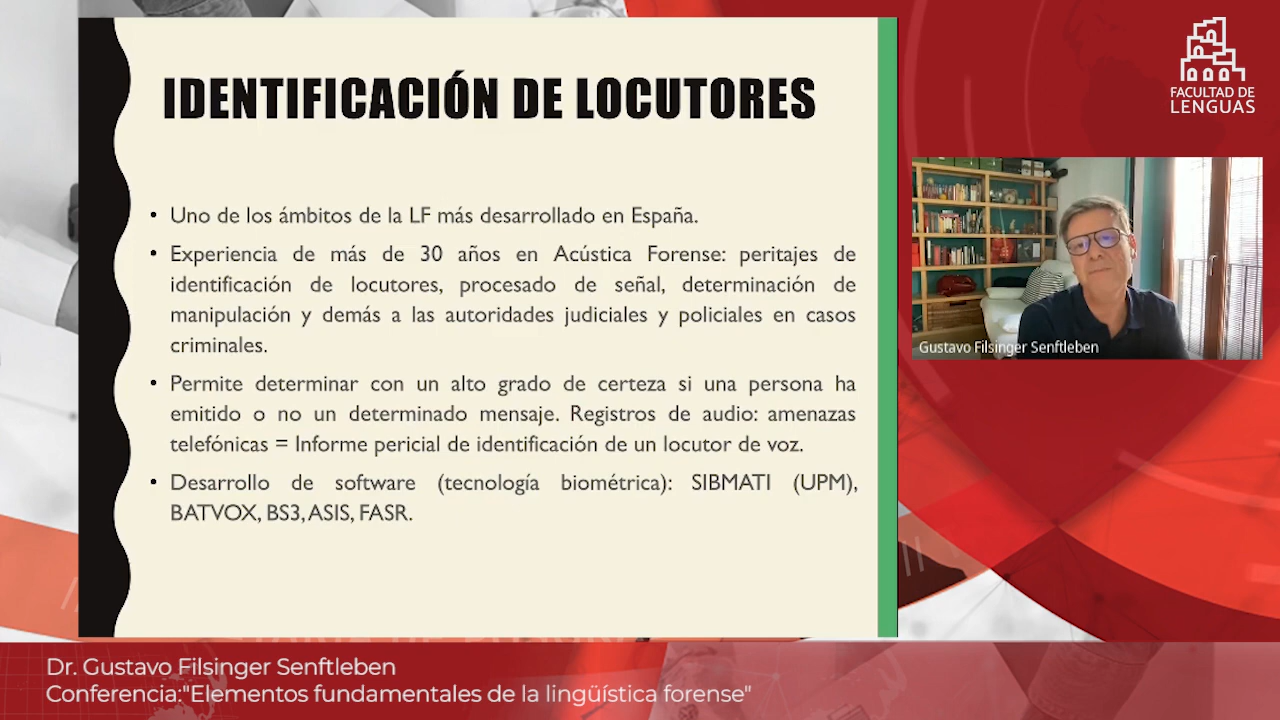 IDENTIFICACIÓN DE LOCUTORES
• Uno de los ámbitos de la LF más desarrollado en España.
• Experiencia de más de 30 años en Acústica Forense: peritajes de
identificación de locutores, procesado de señal, determinación de
manipulación y demás a las autoridades judiciales y policiales en casos
criminales.
• Permite determinar con un alto grado de certeza si una persona ha
emitido o no un determinado mensaje. Registros de audio: amenazas
telefónicas = Informe pericial de identificación de un locutor de voz.
• Desarrollo de software (tecnología biométrica): SIBMATI (UPM),
BATVOX, BS3, ASIS, FASR.
FACULTAD DE
LENGUAS
Gustavo Filsinger Senftleben
Dr. Gustavo Filsinger Senftleben
Conferencia:"Elementos fundamentales de la lingüística forense"